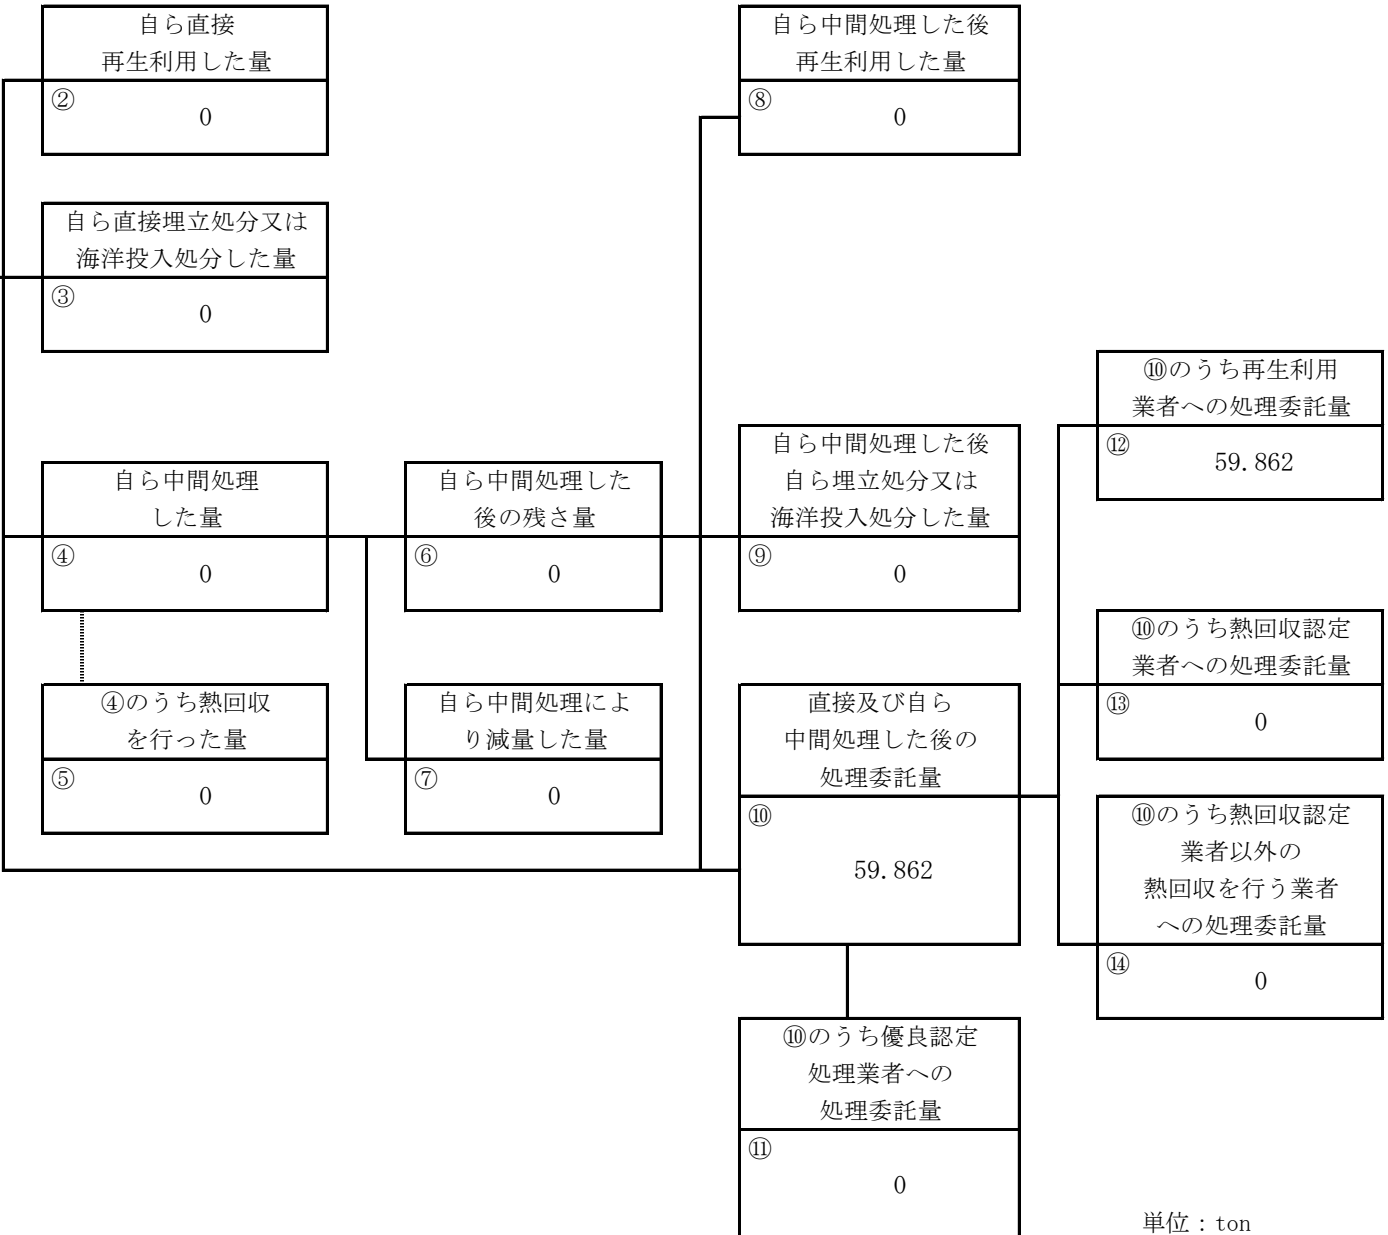 自ら直接
再生利用した量
②
0
自ら中間処理した後
再生利用した量
⑧
0
自ら直接埋立処分又は
海洋投入処分した量
③
0
⑩のうち再生利用
業者への処理委託量
⑫
59.862
自ら中間処理
した量
④
0
自ら中間処理した
後の残さ量
⑥
0
自ら中間処理した後
自ら埋立処分又は
海洋投入処分した量
⑨
0
⑩のうち熱回収認定
業者への処理委託量
⑬
0
④のうち熱回収
を行った量
⑤
0
自ら中間処理によ
り減量した量
⑦
0
直接及び自ら
中間処理した後の
処理委託量
⑩
59.862
⑩のうち熱回収認定
業者以外の
熱回収を行う業者
への処理委託量
⑭
0
⑩のうち優良認定
処理業者への
処理委託量
⑪
0
単位：ton